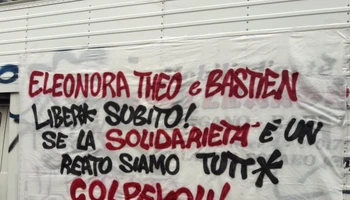 ELEONORA THEO e BASTIEN
LIBER* SUBITO!
SE LA SOLIDARIETÀ È UN
REATO SIAMO TUTT*
COLPEVOLI!